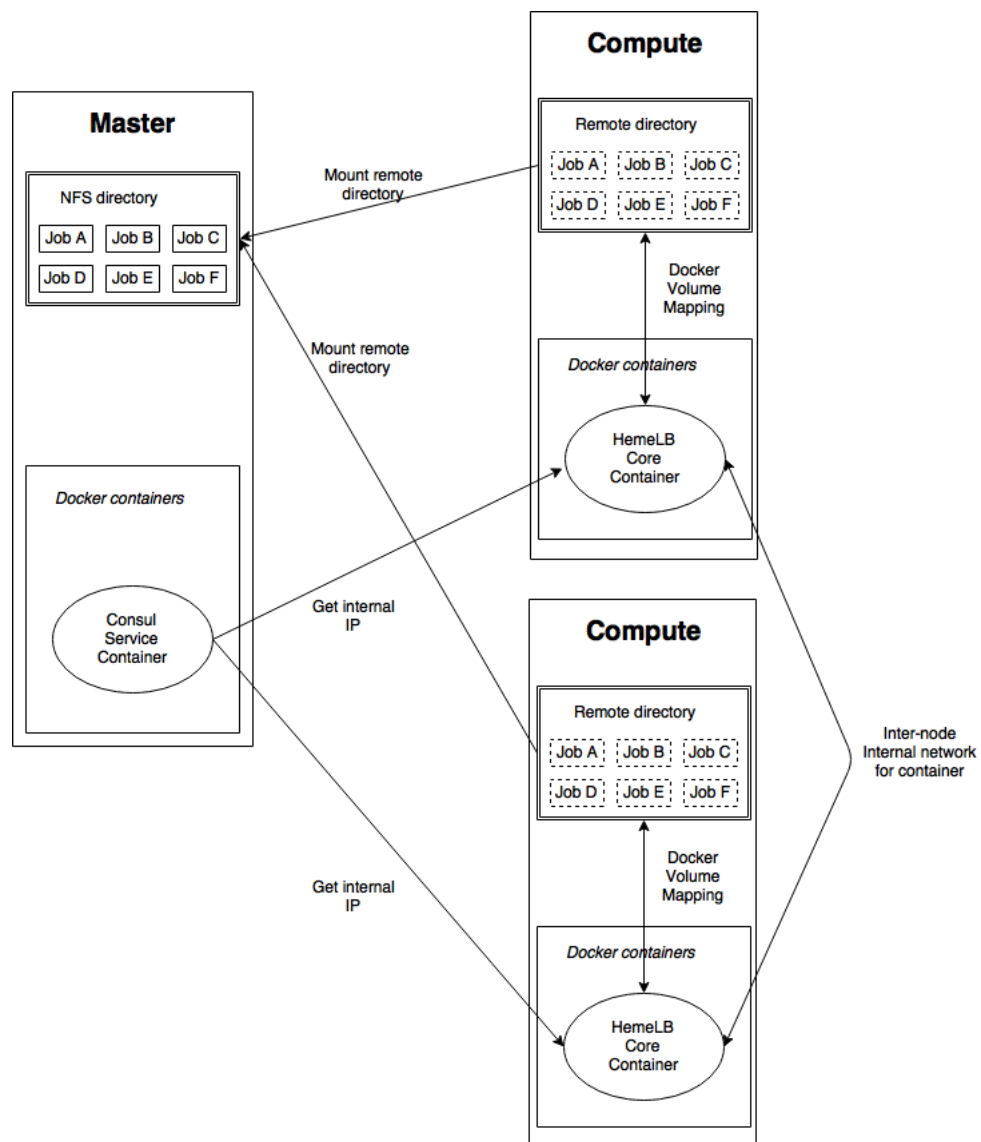 Master
NFS directory
Job A Job B Job C
Job D Job E Job F
Docker containers
Consul
Service
Container
Mount remote
directory
Mount remote
directory
Get internal
IP
Get internal
IP
Compute
Remote directory
Job A Job B Job C
Job D Job E Job F
Docker
Volume
Mapping
Docker containers
HemeLB
Core
Container
Compute
Remote directory
Job A Job B Job C
Job D Job E Job F
Docker
Volume
Mapping
Docker containers
HemeLB
Core
Container
Inter-node
Internal network
for container